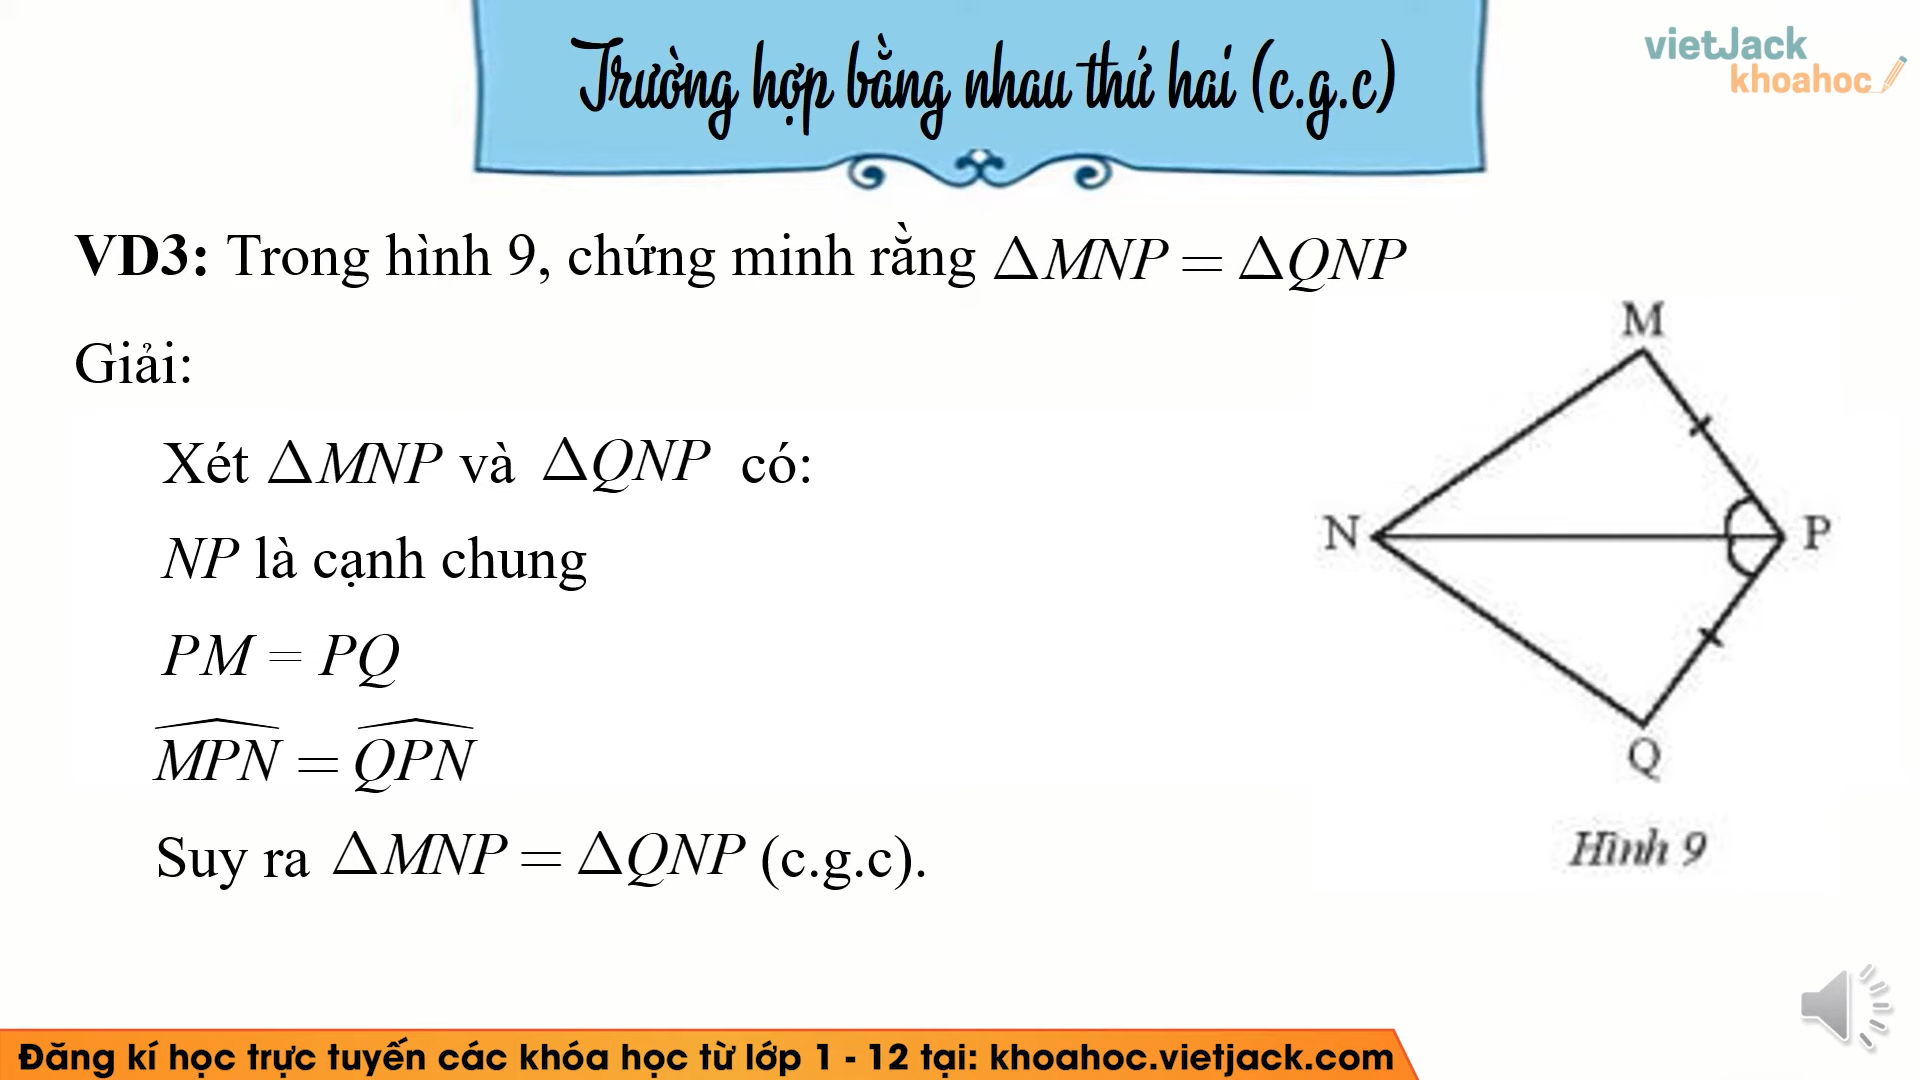 Trường hợp bằng nhau thứ hai (c.g.c)
vietJack
khoahoc
VD3: Trong hình 9, chứng minh rằng ΔMNP = ΔQNP
Giải:
Xét ΔMNP và ΔQNP có:
NP là cạnh chung
PM = PQ
\widehat{MPN} = \widehat{QPN}
Suy ra ΔMNP = ΔQNP (c.g.c).
M
N
P
Q
Hình 9
Đăng kí học trực tuyến các khóa học từ lớp 1 - 12 tại: khoahoc.vietjack.com